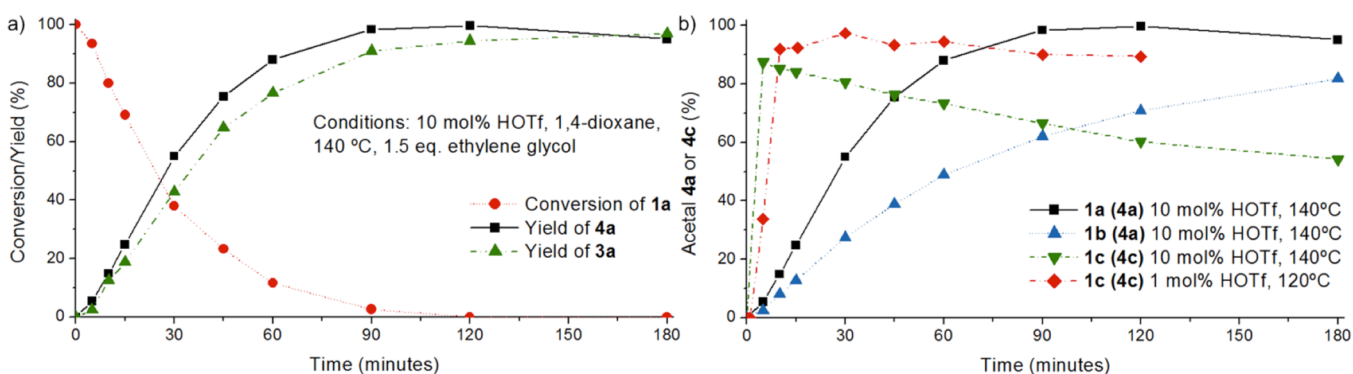 a)
Conversion/Yield (%)
100
80
60
40
20
0
Conditions: 10 mol% HOTf, 1,4-dioxane,
140 ºC, 1.5 eq. ethylene glycol
Conversion of 1a
Yield of 4a
Yield of 3a
0 30 60 90 120 150 180
Time (minutes)
b)
Acetal 4a or 4c (%)
100
80
60
40
20
0
1a (4a) 10 mol% HOTf, 140ºC
1b (4a) 10 mol% HOTf, 140ºC
1c (4c) 10 mol% HOTf, 140ºC
1c (4c) 1 mol% HOTf, 120ºC
0 30 60 90 120 150 180
Time (minutes)